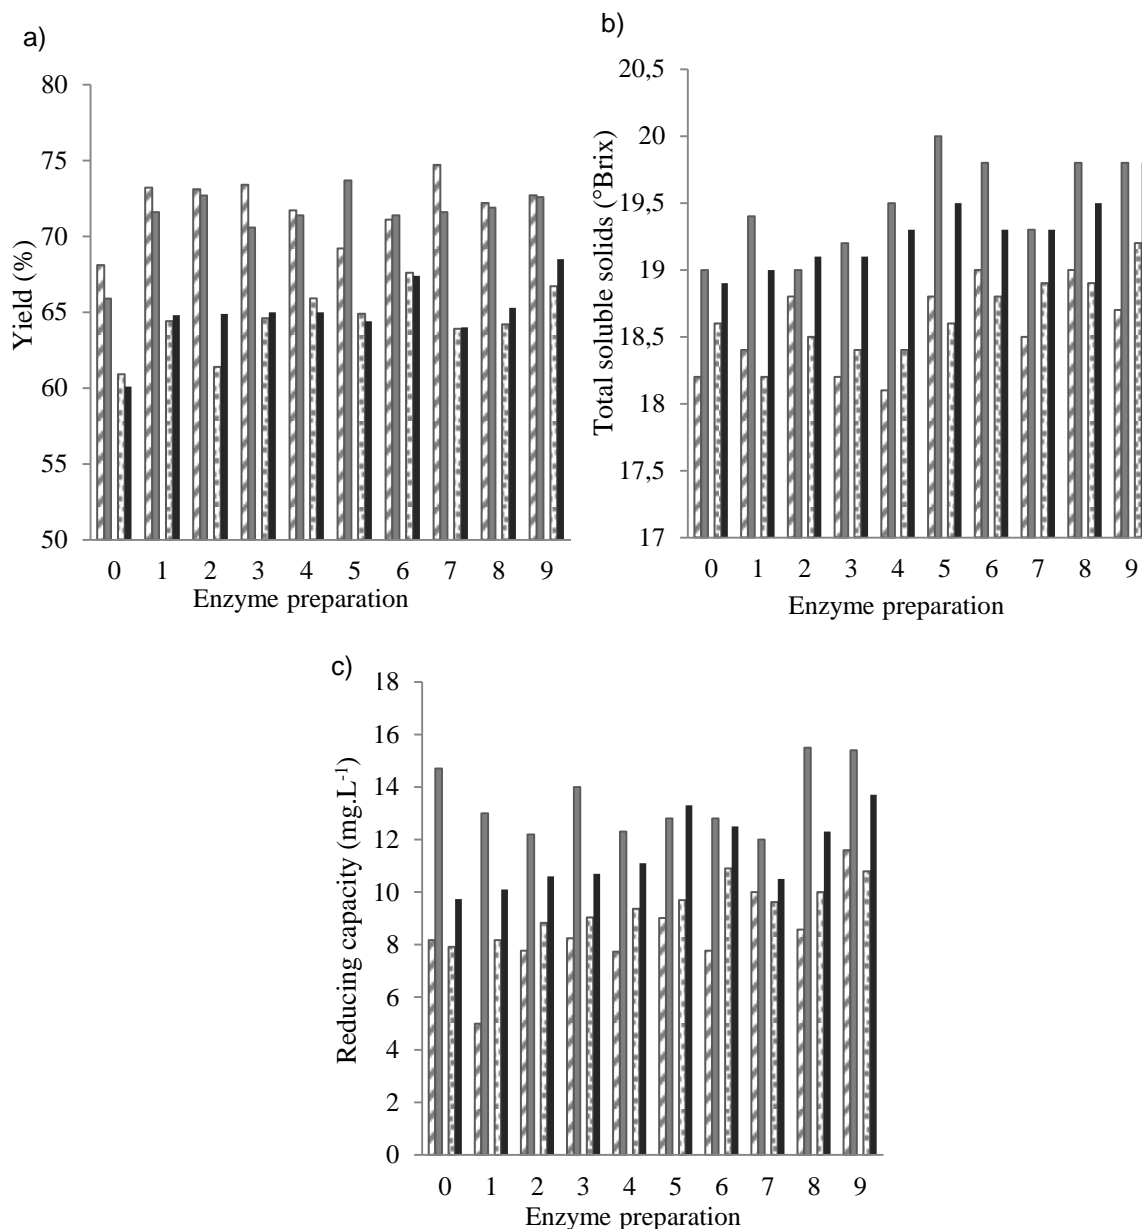 a)
80
75
70
65
60
55
50
Yield (%)
0 1 2 3 4 5 6 7 8 9
Enzyme preparation
b)
20,5
20
19,5
19
18,5
18
17,5
17
Total soluble solids (°Brix)
0 1 2 3 4 5 6 7 8 9
Enzyme preparation
c)
18
16
14
12
10
8
6
4
2
0
Reducing capacity (mg.L⁻¹)
0 1 2 3 4 5 6 7 8 9
Enzyme preparation